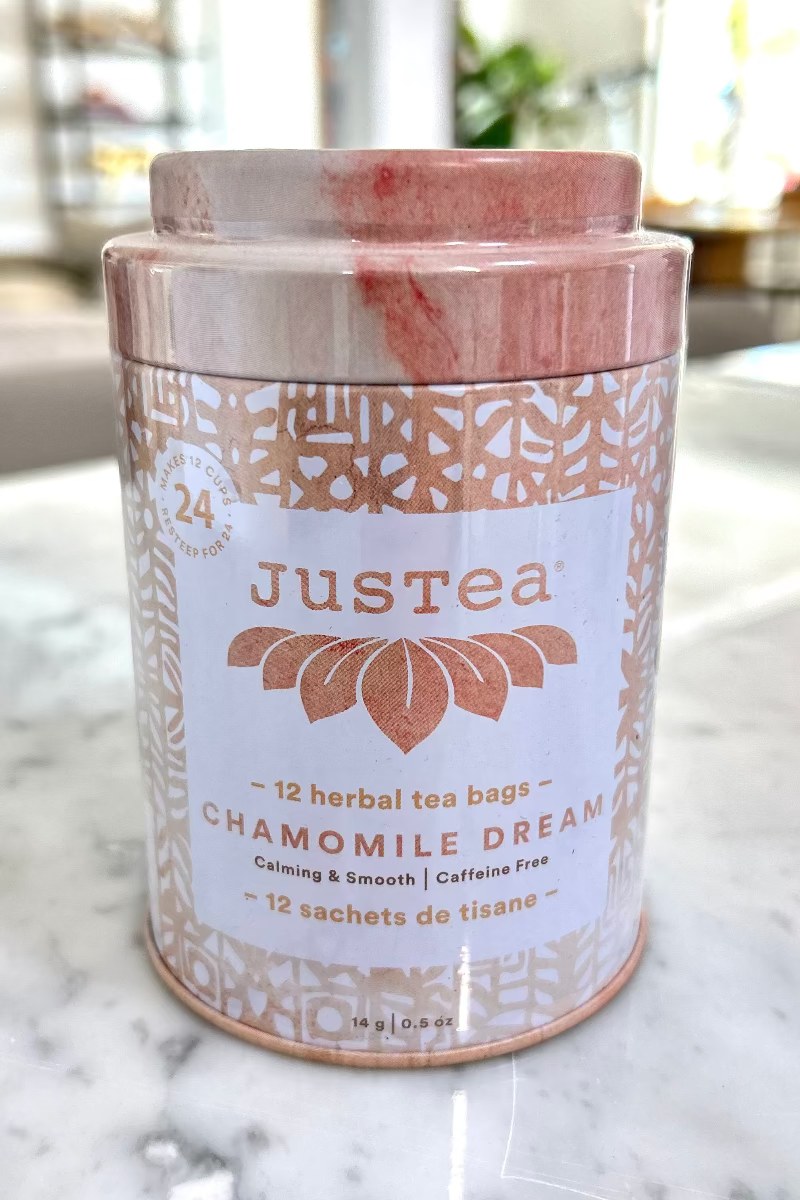 MAKES 12 CUPS
24
RESTEEP FOR 24
JusTea®
– 12 herbal tea bags –
CHAMOMILE DREAM
Calming & Smooth | Caffeine Free
– 12 sachets de tisane –
14 g | 0.5 oz